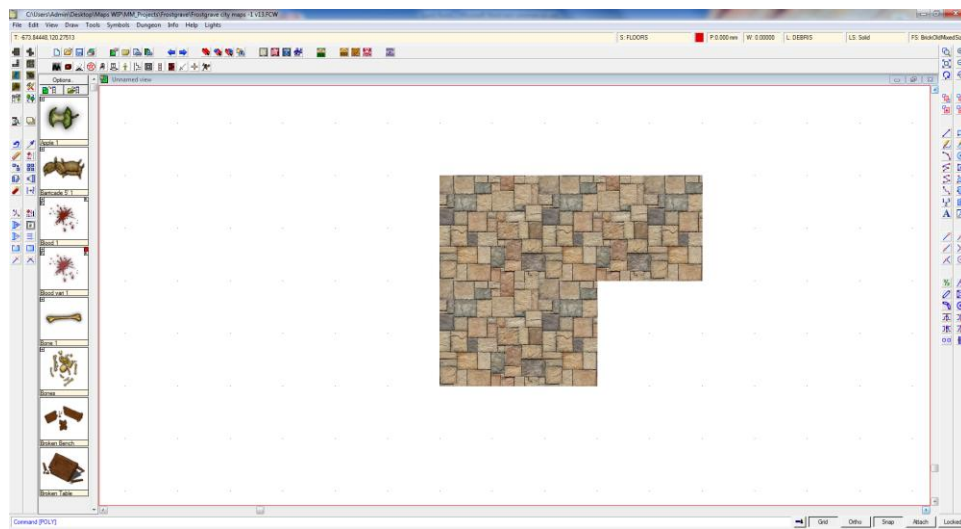 C:\Users\Admin\Desktop\Maps WIP\MM_Projects\Frostgrave\Frostgrave city maps -1 v13.FCW
File Edit View Draw Tools Symbols Dungeon Info Help Lights
T: -673.84448,120.27513 S: FLOORS P:0.000 mm W: 0.00000 L: DEBRIS LS: Solid FS: BrickOldMixedSa
Options..
Unnamed view
Apple 1
Barricade 5' 1
Blood 1
Blood vari 1
Bone 1
Bones
Broken Bench
Broken Table
Command [POLY]: Grid Ortho Snap Attach Locked